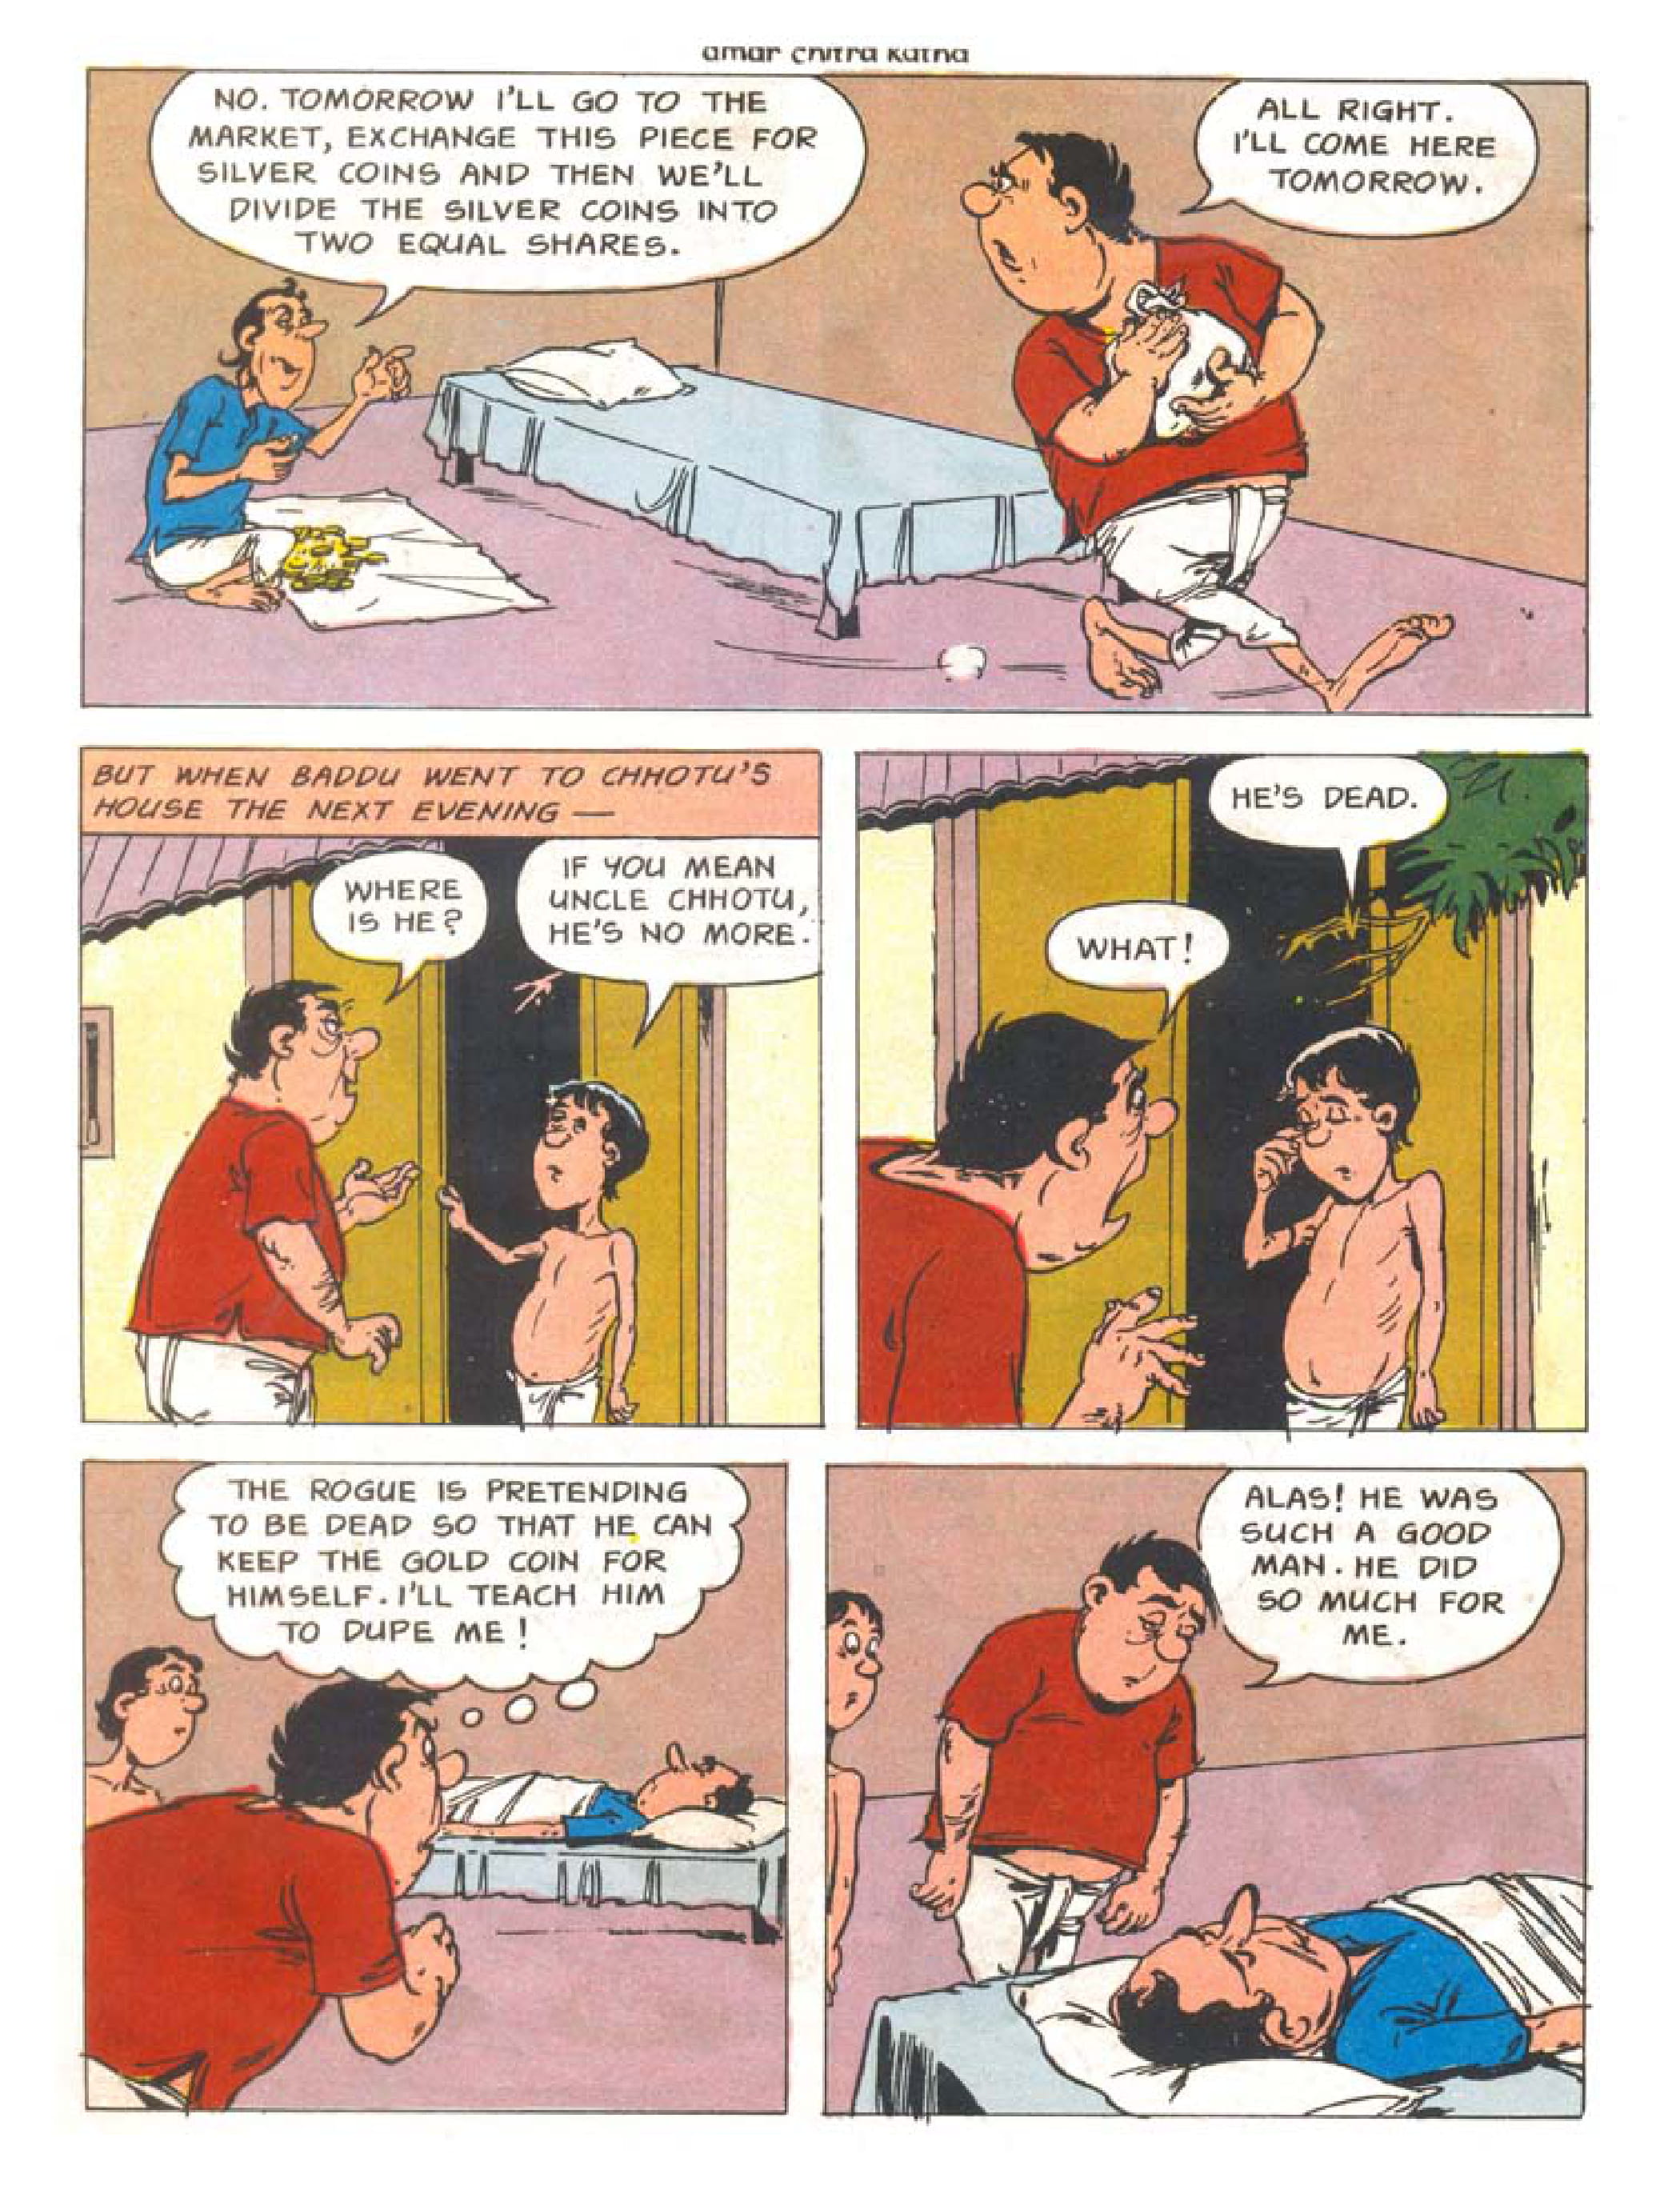 amar chitra katha
NO. TOMORROW I'LL GO TO THE
MARKET, EXCHANGE THIS PIECE FOR
SILVER COINS AND THEN WE'LL
DIVIDE THE SILVER COINS INTO
TWO EQUAL SHARES.
ALL RIGHT.
I'LL COME HERE
TOMORROW.
BUT WHEN BADDU WENT TO CHHOTU'S
HOUSE THE NEXT EVENING —
WHERE
IS HE?
IF YOU MEAN
UNCLE CHHOTU,
HE'S NO MORE.
HE'S DEAD.
WHAT!
THE ROGUE IS PRETENDING
TO BE DEAD SO THAT HE CAN
KEEP THE GOLD COIN FOR
HIMSELF. I'LL TEACH HIM
TO DUPE ME!
ALAS! HE WAS
SUCH A GOOD
MAN. HE DID
SO MUCH FOR
ME.